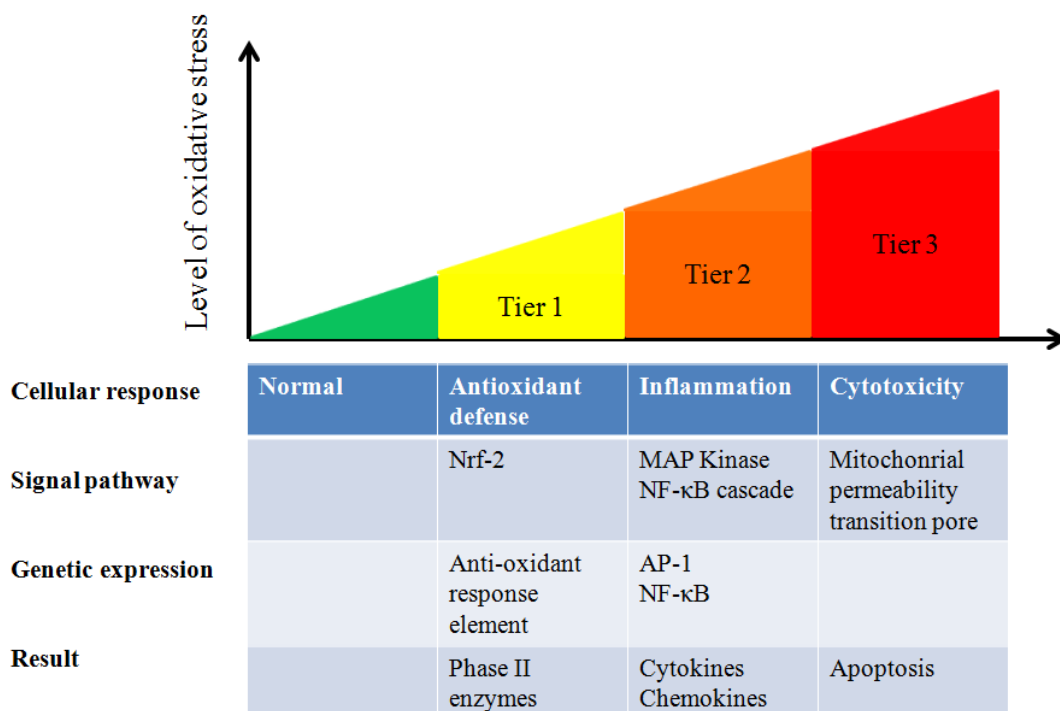 Level of oxidative stress
Tier 1
Tier 2
Tier 3
Cellular response
Normal
Antioxidant
defense
Inflammation
Cytotoxicity
Signal pathway
Nrf-2
MAP Kinase
NF-κB cascade
Mitochonrial
permeability
transition pore
Genetic expression
Anti-oxidant
response
element
AP-1
NF-κB
Result
Phase II
enzymes
Cytokines
Chemokines
Apoptosis